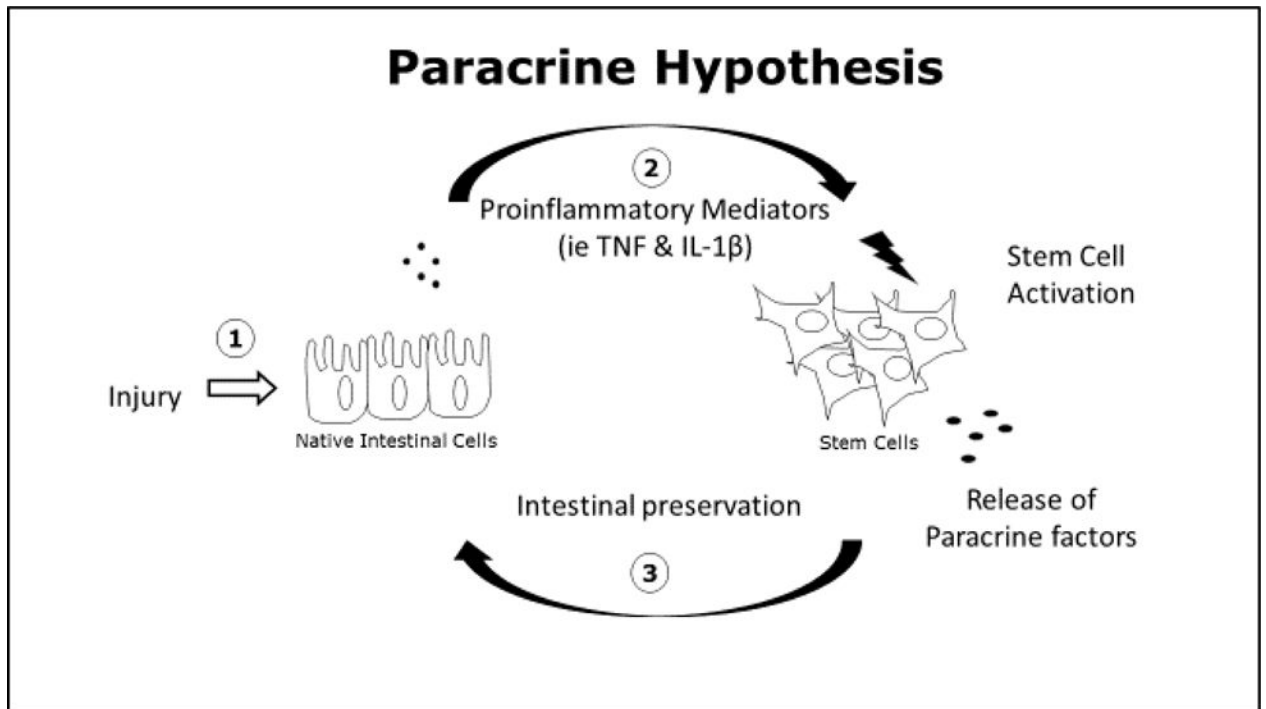 Paracrine Hypothesis
2
Proinflammatory Mediators
(ie TNF & IL-1β)
Stem Cell
Activation
1
Injury
Native Intestinal Cells
Stem Cells
Intestinal preservation
Release of
Paracrine factors
3